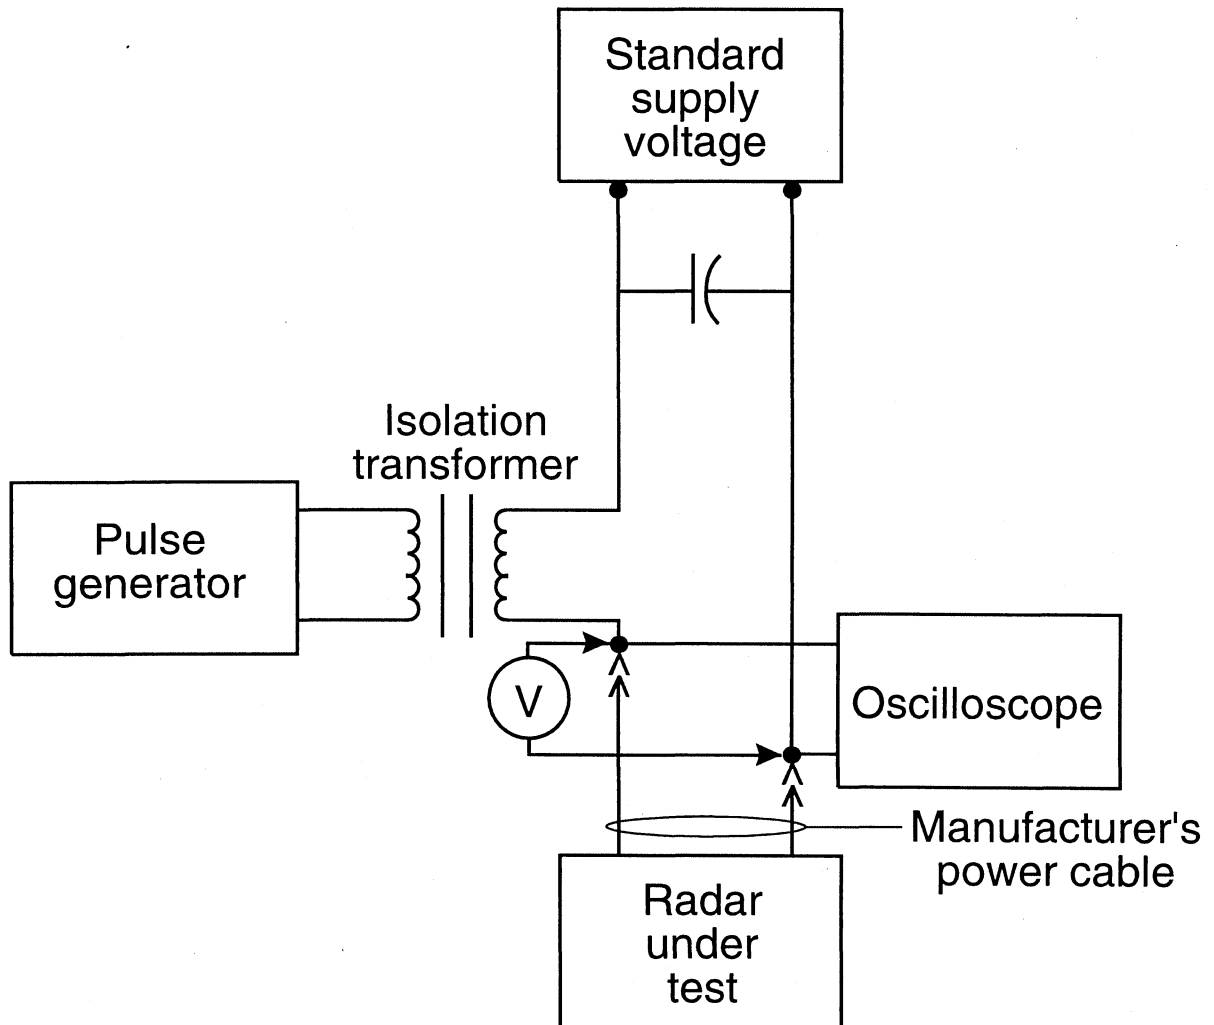 Standard
supply
voltage
Isolation
transformer
Pulse
generator
V
Oscilloscope
Manufacturer's
power cable
Radar
under
test